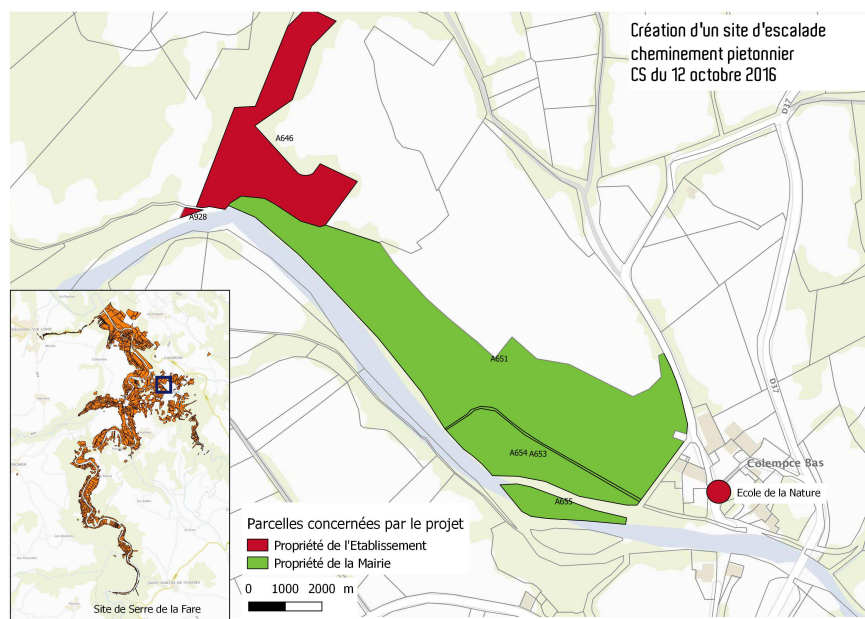 Création d'un site d'escalade
cheminement pietonnier
CS du 12 octobre 2016
D37
A646
A928
A651
D37
A654 A653
Colempce Bas
Ecole de la Nature
A655
Parcelles concernées par le projet
Propriété de l'Etablissement
Propriété de la Mairie
0 1000 2000 m
Site de Serre de la Fare